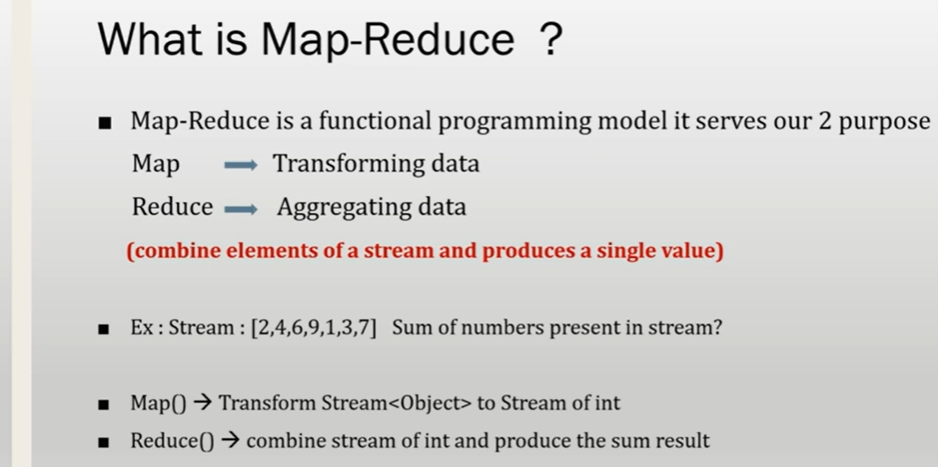 What is Map-Reduce ?
■ Map-Reduce is a functional programming model it serves our 2 purpose
Map ➡ Transforming data
Reduce ➡ Aggregating data
(combine elements of a stream and produces a single value)
■ Ex : Stream : [2,4,6,9,1,3,7] Sum of numbers present in stream?
■ Map() → Transform Stream<Object> to Stream of int
■ Reduce() → combine stream of int and produce the sum result